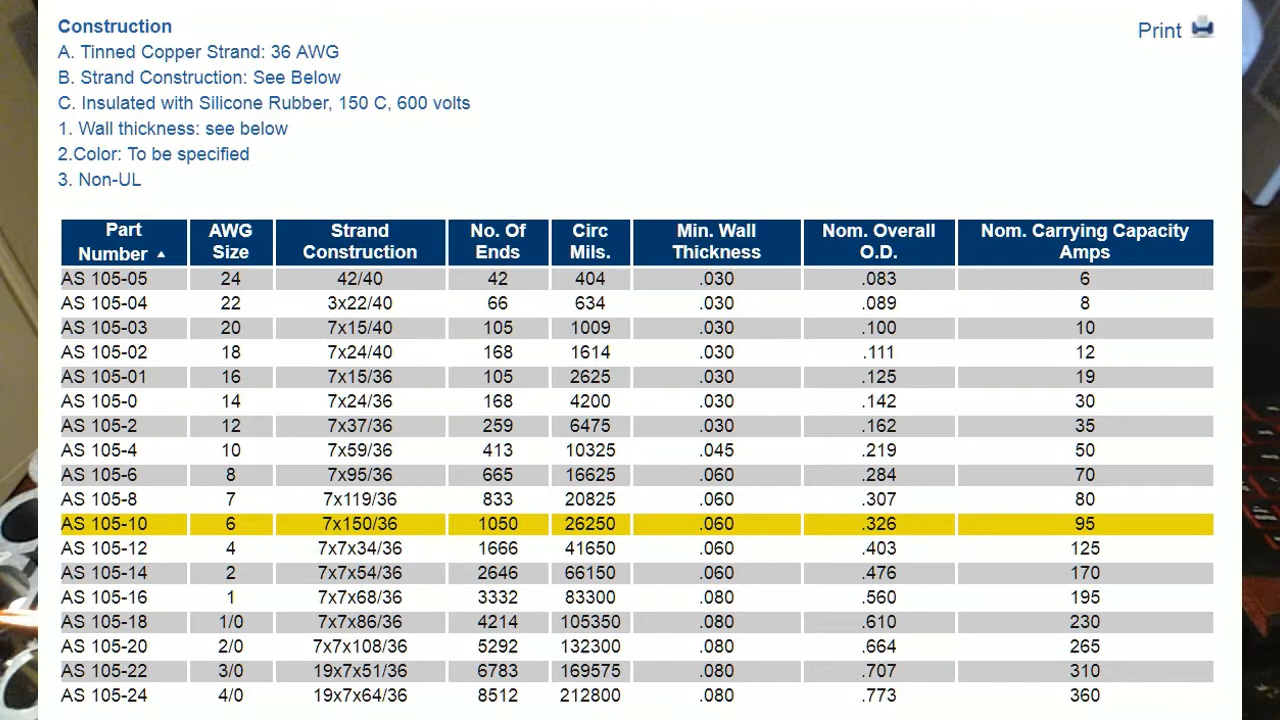 Construction
Print
A. Tinned Copper Strand: 36 AWG
B. Strand Construction: See Below
C. Insulated with Silicone Rubber, 150 C, 600 volts
1. Wall thickness: see below
2.Color: To be specified
3. Non-UL
Part Number ▲ AWG Size Strand Construction No. Of Ends Circ Mils. Min. Wall Thickness Nom. Overall O.D. Nom. Carrying Capacity Amps
AS 105-05 24 42/40 42 404 .030 .083 6
AS 105-04 22 3x22/40 66 634 .030 .089 8
AS 105-03 20 7x15/40 105 1009 .030 .100 10
AS 105-02 18 7x24/40 168 1614 .030 .111 12
AS 105-01 16 7x15/36 105 2625 .030 .125 19
AS 105-0 14 7x24/36 168 4200 .030 .142 30
AS 105-2 12 7x37/36 259 6475 .030 .162 35
AS 105-4 10 7x59/36 413 10325 .045 .219 50
AS 105-6 8 7x95/36 665 16625 .060 .284 70
AS 105-8 7 7x119/36 833 20825 .060 .307 80
AS 105-10 6 7x150/36 1050 26250 .060 .326 95
AS 105-12 4 7x7x34/36 1666 41650 .060 .403 125
AS 105-14 2 7x7x54/36 2646 66150 .060 .476 170
AS 105-16 1 7x7x68/36 3332 83300 .080 .560 195
AS 105-18 1/0 7x7x86/36 4214 105350 .080 .610 230
AS 105-20 2/0 7x7x108/36 5292 132300 .080 .664 265
AS 105-22 3/0 19x7x51/36 6783 169575 .080 .707 310
AS 105-24 4/0 19x7x64/36 8512 212800 .080 .773 360